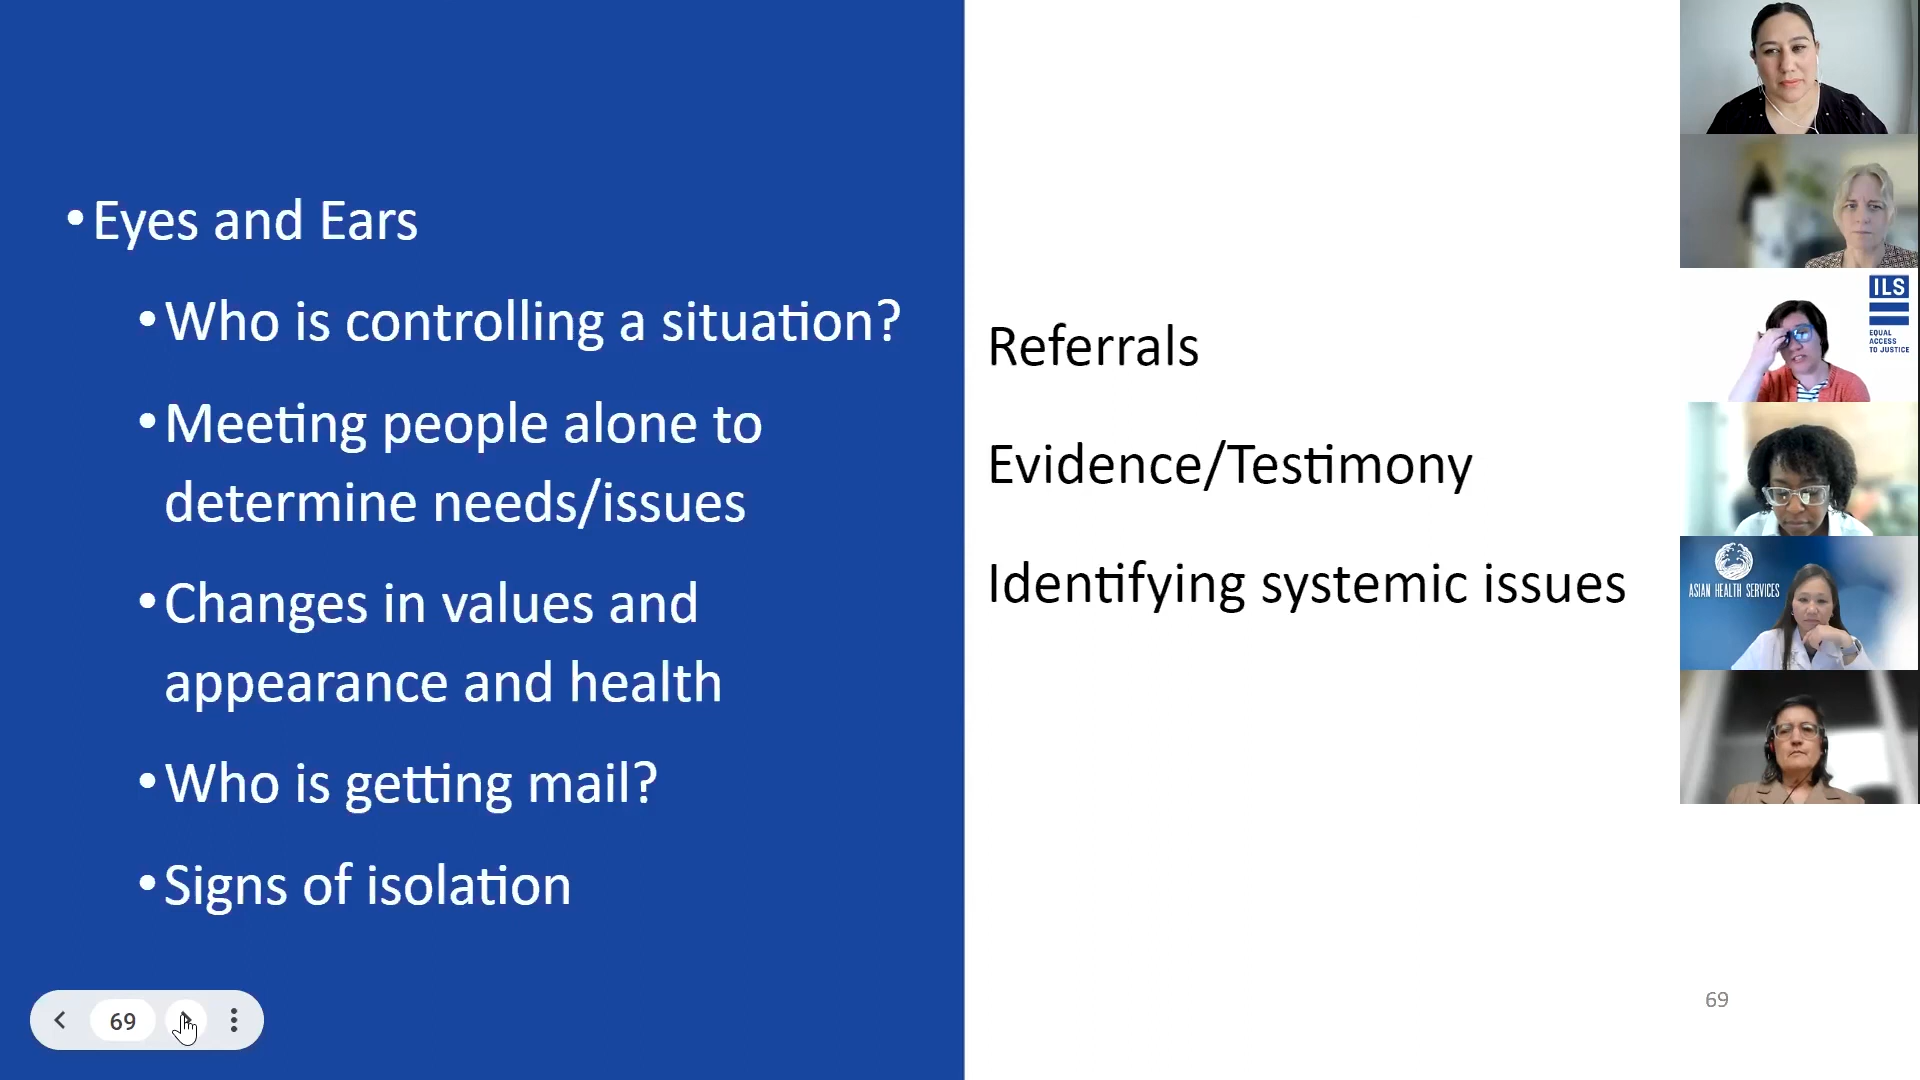 •Eyes and Ears
•Who is controlling a situation?
•Meeting people alone to
determine needs/issues
•Changes in values and
appearance and health
•Who is getting mail?
•Signs of isolation
Referrals
Evidence/Testimony
Identifying systemic issues
69
69
ILS
EQUAL
ACCESS
TO JUSTICE
ASIAN HEALTH SERVICES